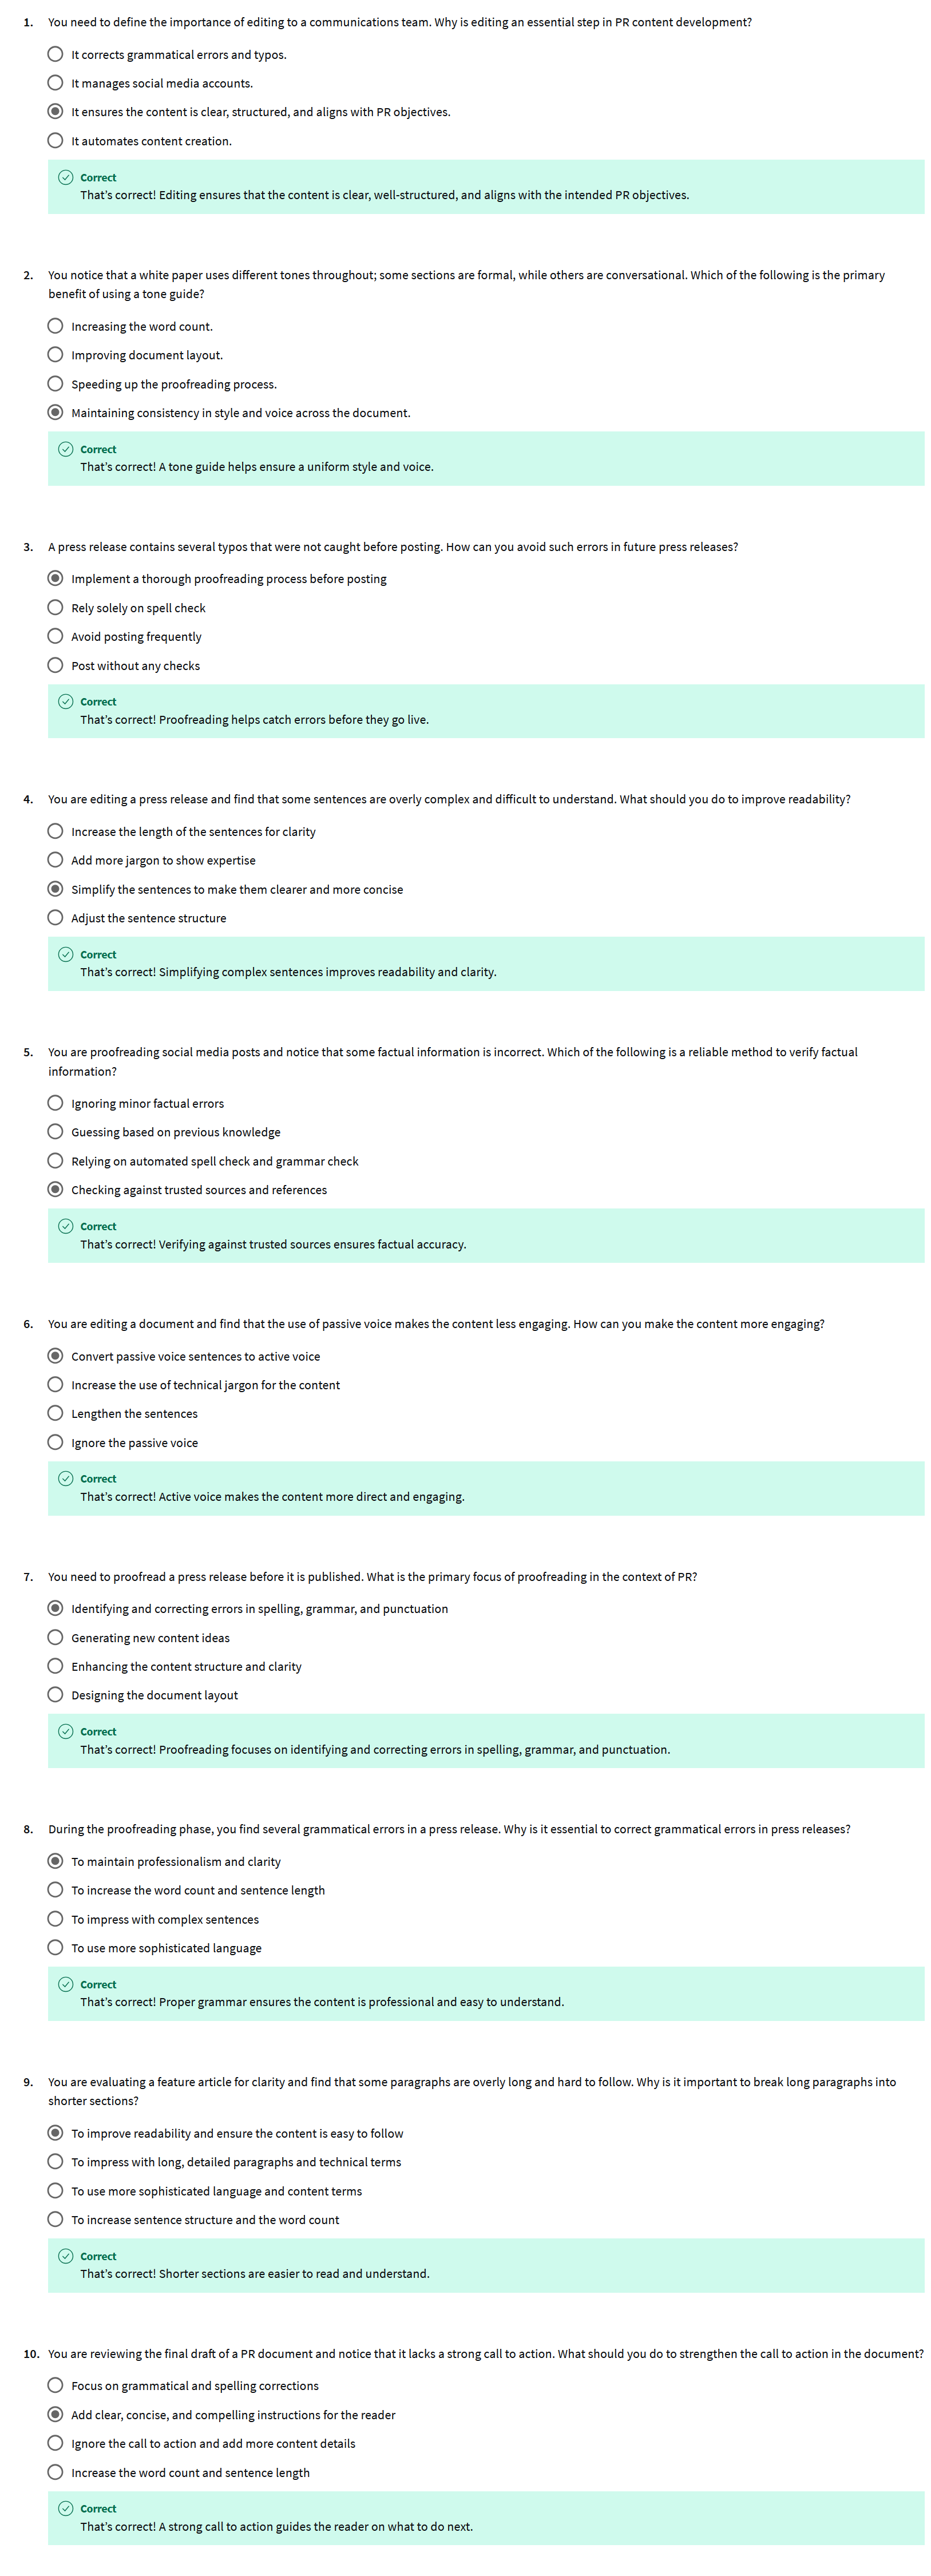 1. You need to define the importance of editing to a communications team. Why is editing an essential step in PR content development?
It corrects grammatical errors and typos.
It manages social media accounts.
It ensures the content is clear, structured, and aligns with PR objectives.
It automates content creation.
Correct
That's correct! Editing ensures that the content is clear, well-structured, and aligns with the intended PR objectives.
2. You notice that a white paper uses different tones throughout; some sections are formal, while others are conversational. Which of the following is the primary
benefit of using a tone guide?
Increasing the word count.
Improving document layout.
Speeding up the proofreading process.
Maintaining consistency in style and voice across the document.
Correct
That's correct! A tone guide helps ensure a uniform style and voice.
3. A press release contains several typos that were not caught before posting. How can you avoid such errors in future press releases?
Implement a thorough proofreading process before posting
Rely solely on spell check
Avoid posting frequently
Post without any checks
Correct
That's correct! Proofreading helps catch errors before they go live.
4. You are editing a press release and find that some sentences are overly complex and difficult to understand. What should you do to improve readability?
Increase the length of the sentences for clarity
Add more jargon to show expertise
Simplify the sentences to make them clearer and more concise
Adjust the sentence structure
Correct
That's correct! Simplifying complex sentences improves readability and clarity.
5. You are proofreading social media posts and notice that some factual information is incorrect. Which of the following is a reliable method to verify factual
information?
Ignoring minor factual errors
Guessing based on previous knowledge
Relying on automated spell check and grammar check
Checking against trusted sources and references
Correct
That's correct! Verifying against trusted sources ensures factual accuracy.
6. You are editing a document and find that the use of passive voice makes the content less engaging. How can you make the content more engaging?
Convert passive voice sentences to active voice
Increase the use of technical jargon for the content
Lengthen the sentences
Ignore the passive voice
Correct
That's correct! Active voice makes the content more direct and engaging.
7. You need to proofread a press release before it is published. What is the primary focus of proofreading in the context of PR?
Identifying and correcting errors in spelling, grammar, and punctuation
Generating new content ideas
Enhancing the content structure and clarity
Designing the document layout
Correct
That's correct! Proofreading focuses on identifying and correcting errors in spelling, grammar, and punctuation.
8. During the proofreading phase, you find several grammatical errors in a press release. Why is it essential to correct grammatical errors in press releases?
To maintain professionalism and clarity
To increase the word count and sentence length
To impress with complex sentences
To use more sophisticated language
Correct
That's correct! Proper grammar ensures the content is professional and easy to understand.
9. You are evaluating a feature article for clarity and find that some paragraphs are overly long and hard to follow. Why is it important to break long paragraphs into
shorter sections?
To improve readability and ensure the content is easy to follow
To impress with long, detailed paragraphs and technical terms
To use more sophisticated language and content terms
To increase sentence structure and the word count
Correct
That's correct! Shorter sections are easier to read and understand.
10. You are reviewing the final draft of a PR document and notice that it lacks a strong call to action. What should you do to strengthen the call to action in the document?
Focus on grammatical and spelling corrections
Add clear, concise, and compelling instructions for the reader
Ignore the call to action and add more content details
Increase the word count and sentence length
Correct
That's correct! A strong call to action guides the reader on what to do next.